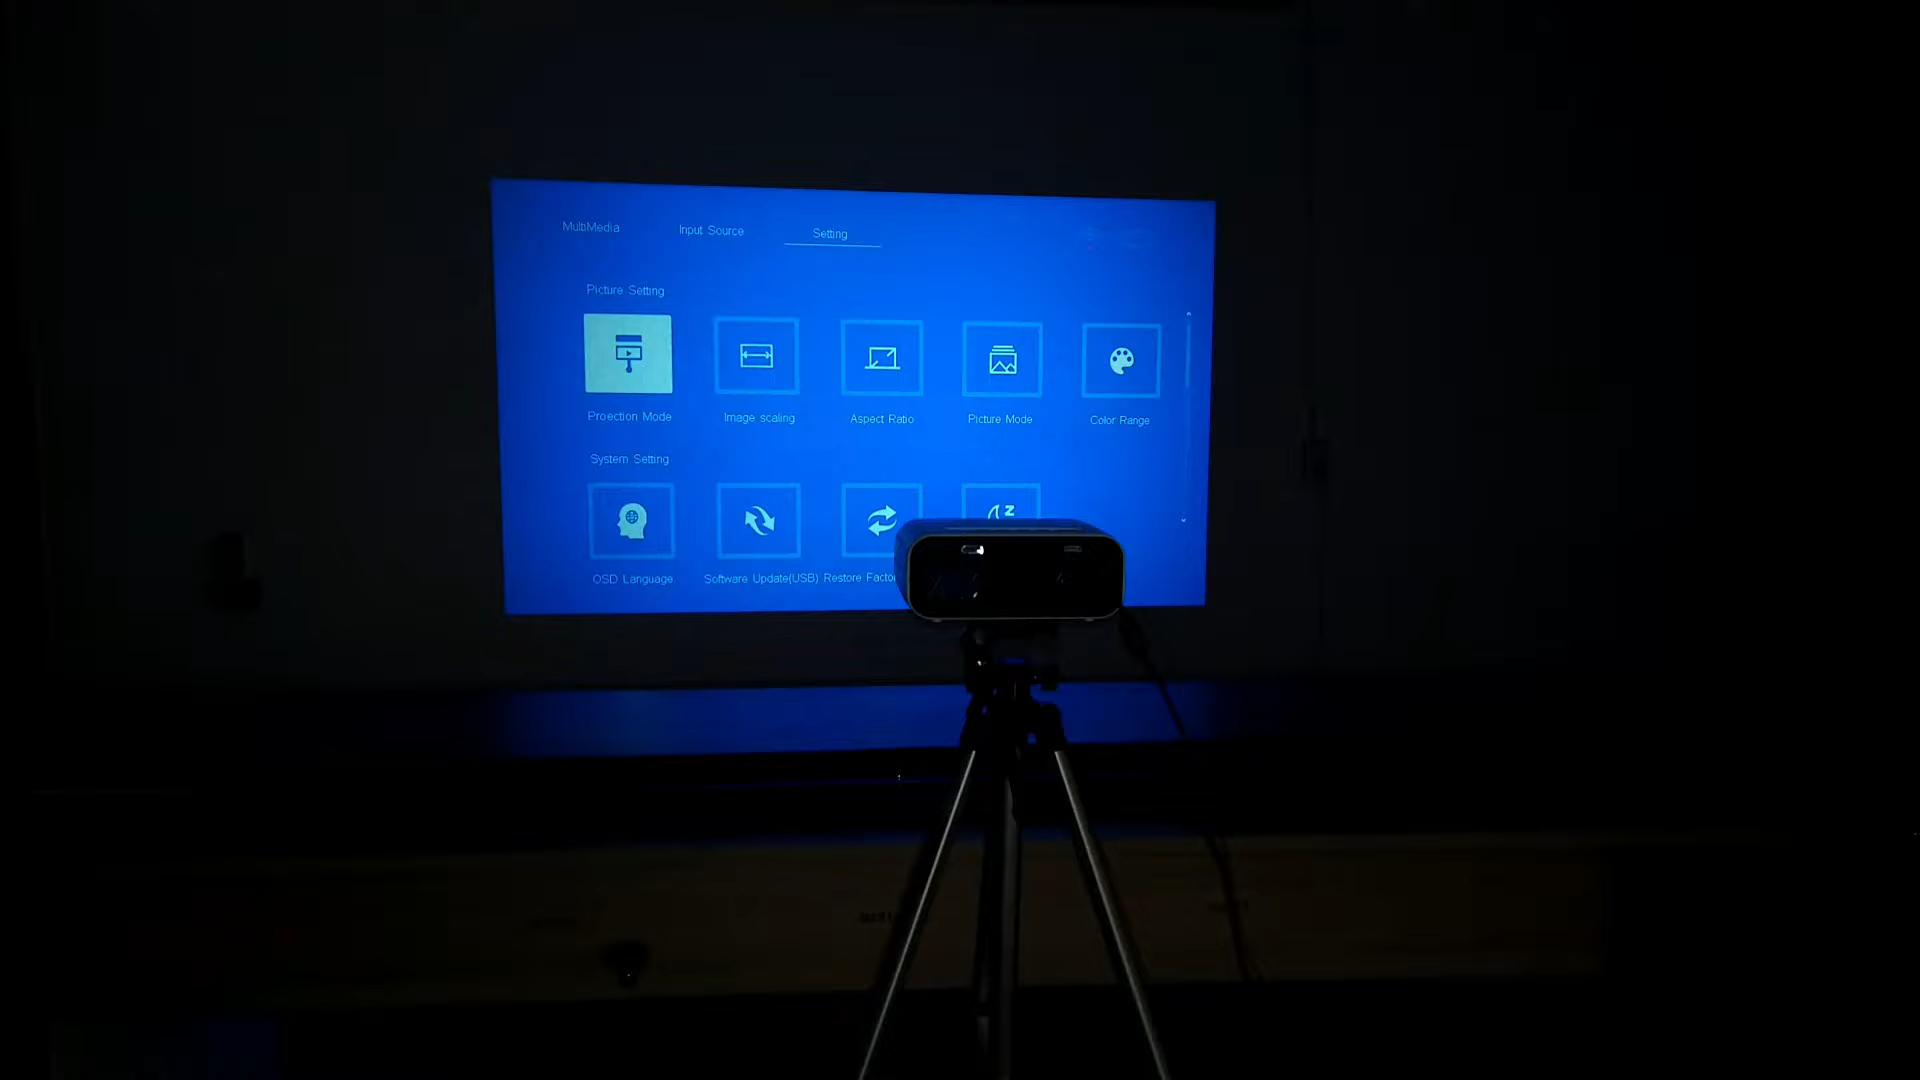 MultiMedia Input Source Setting
Picture Setting
Proection Mode Image scaling Aspect Ratio Picture Mode Color Range
System Setting
z
OSD Language Software Update(USB) Restore Facto